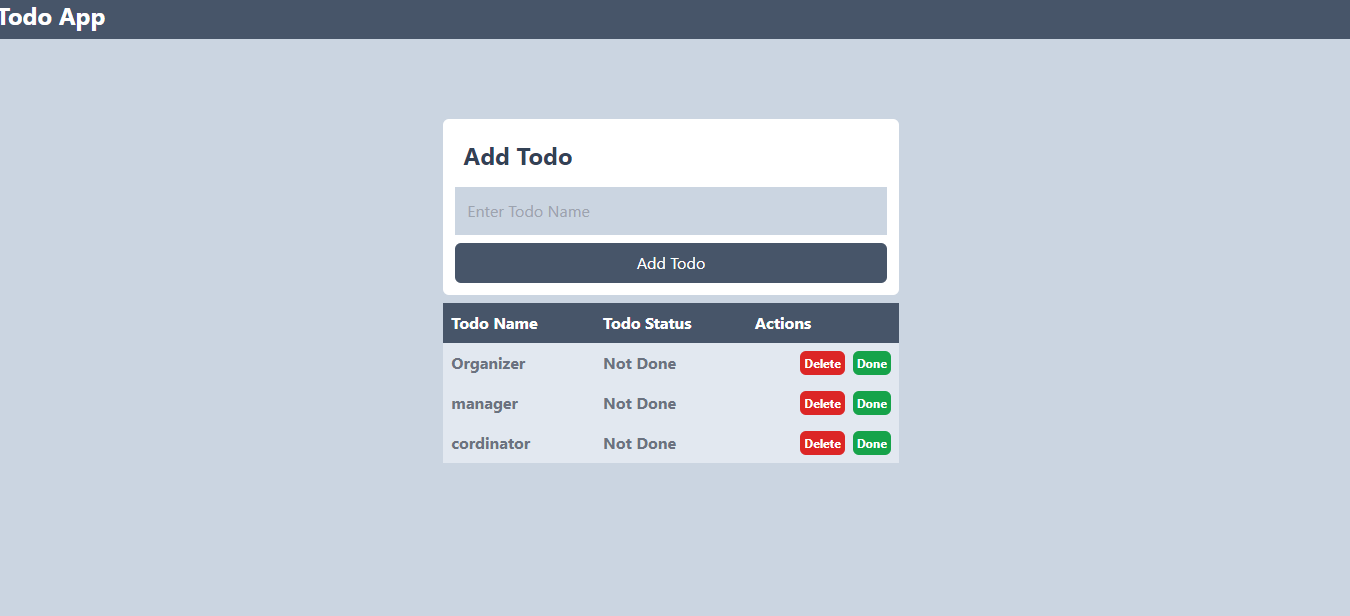 Todo App
Add Todo
Enter Todo Name
Add Todo
Todo Name Todo Status Actions
Organizer Not Done Delete Done
manager Not Done Delete Done
cordinator Not Done Delete Done